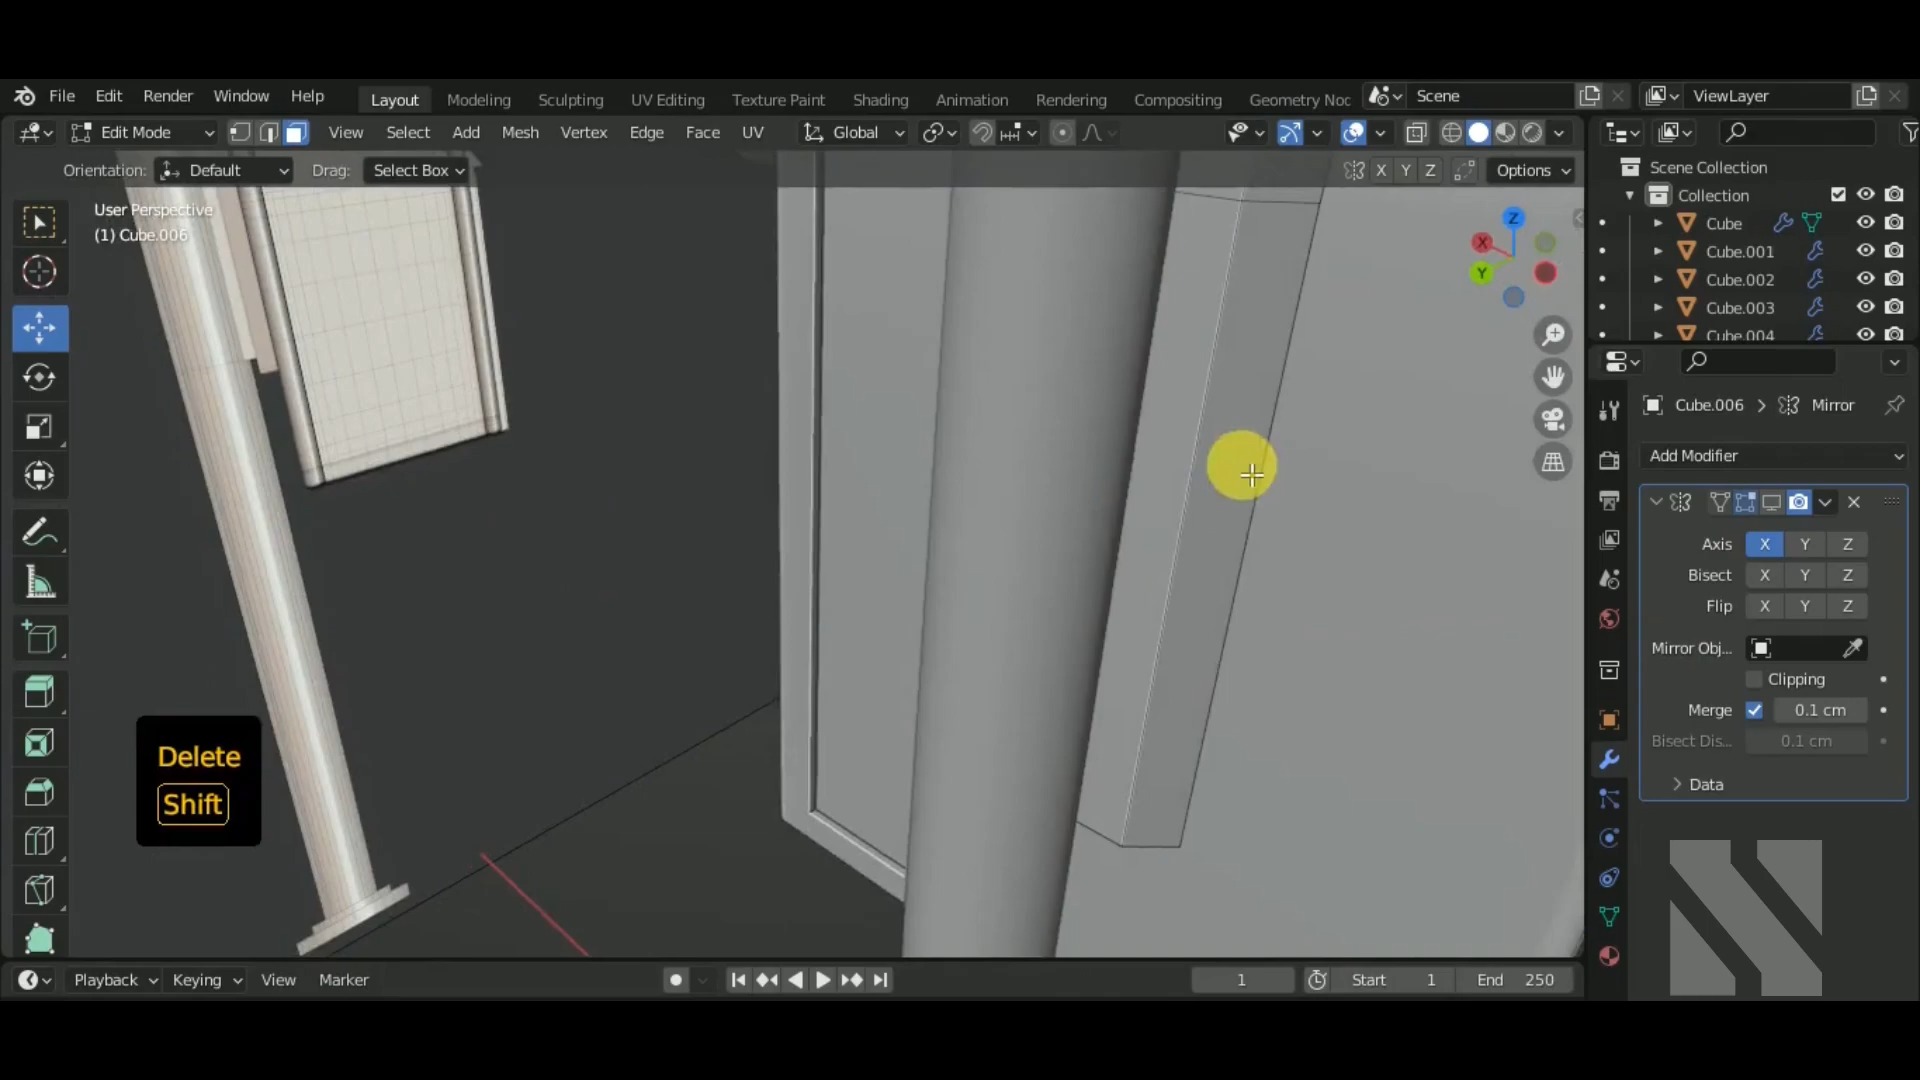 File Edit Render Window Help Layout Modeling Sculpting UV Editing Texture Paint Shading Animation Rendering Compositing Geometry Noc Scene ViewLayer
Edit Mode View Select Add Mesh Vertex Edge Face UV Global
Orientation: Default Drag: Select Box X Y Z Options
Scene Collection
Collection
Cube
Cube.001
Cube.002
Cube.003
Cube.004
User Perspective
(1) Cube.006
Z
X
Y
Cube.006 > Mirror
Add Modifier
Axis X Y Z
Bisect X Y Z
Flip X Y Z
Mirror Obj...
Clipping
Merge 0.1 cm
Bisect Dis... 0.1 cm
Data
Delete
Shift
Playback Keying View Marker 1 Start 1 End 250